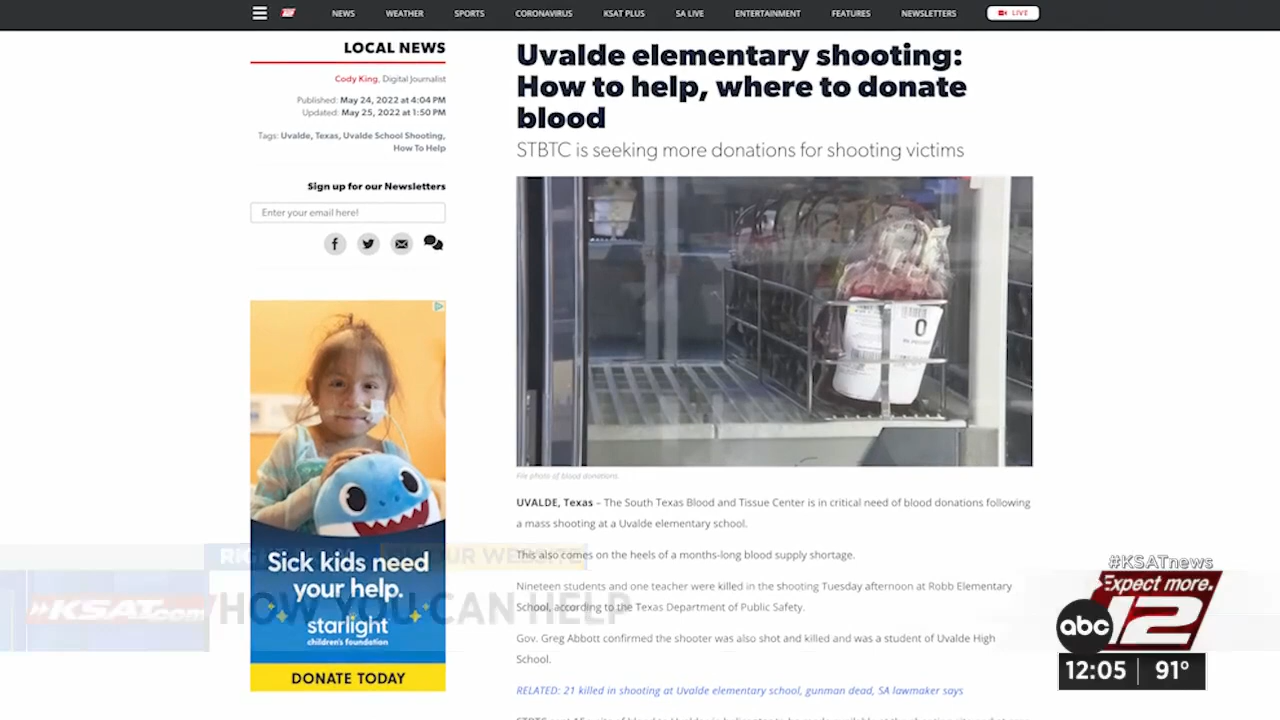 NEWS WEATHER SPORTS CORONAVIRUS KSAT PLUS SA LIVE ENTERTAINMENT FEATURES NEWSLETTERS LIVE
LOCAL NEWS
Cody King, Digital Journalist
Published: May 24, 2022 at 4:04 PM
Updated: May 25, 2022 at 1:50 PM
Tags: Uvalde, Texas, Uvalde School Shooting,
How To Help
Sign up for our Newsletters
Enter your email here!
Sick kids need
your help.
starlight
children's foundation
DONATE TODAY
Uvalde elementary shooting:
How to help, where to donate
blood
STBTC is seeking more donations for shooting victims
O
File photo of blood donations.
UVALDE, Texas – The South Texas Blood and Tissue Center is in critical need of blood donations following
a mass shooting at a Uvalde elementary school.
This also comes on the heels of a months-long blood supply shortage.
Nineteen students and one teacher were killed in the shooting Tuesday afternoon at Robb Elementary
School, according to the Texas Department of Public Safety.
Gov. Greg Abbott confirmed the shooter was also shot and killed and was a student of Uvalde High
School.
RELATED: 21 killed in shooting at Uvalde elementary school, gunman dead, SA lawmaker says
KSAT.com
HOW YOU CAN HELP
#KSATnews
Expect more.
abc 12
12:05 91°